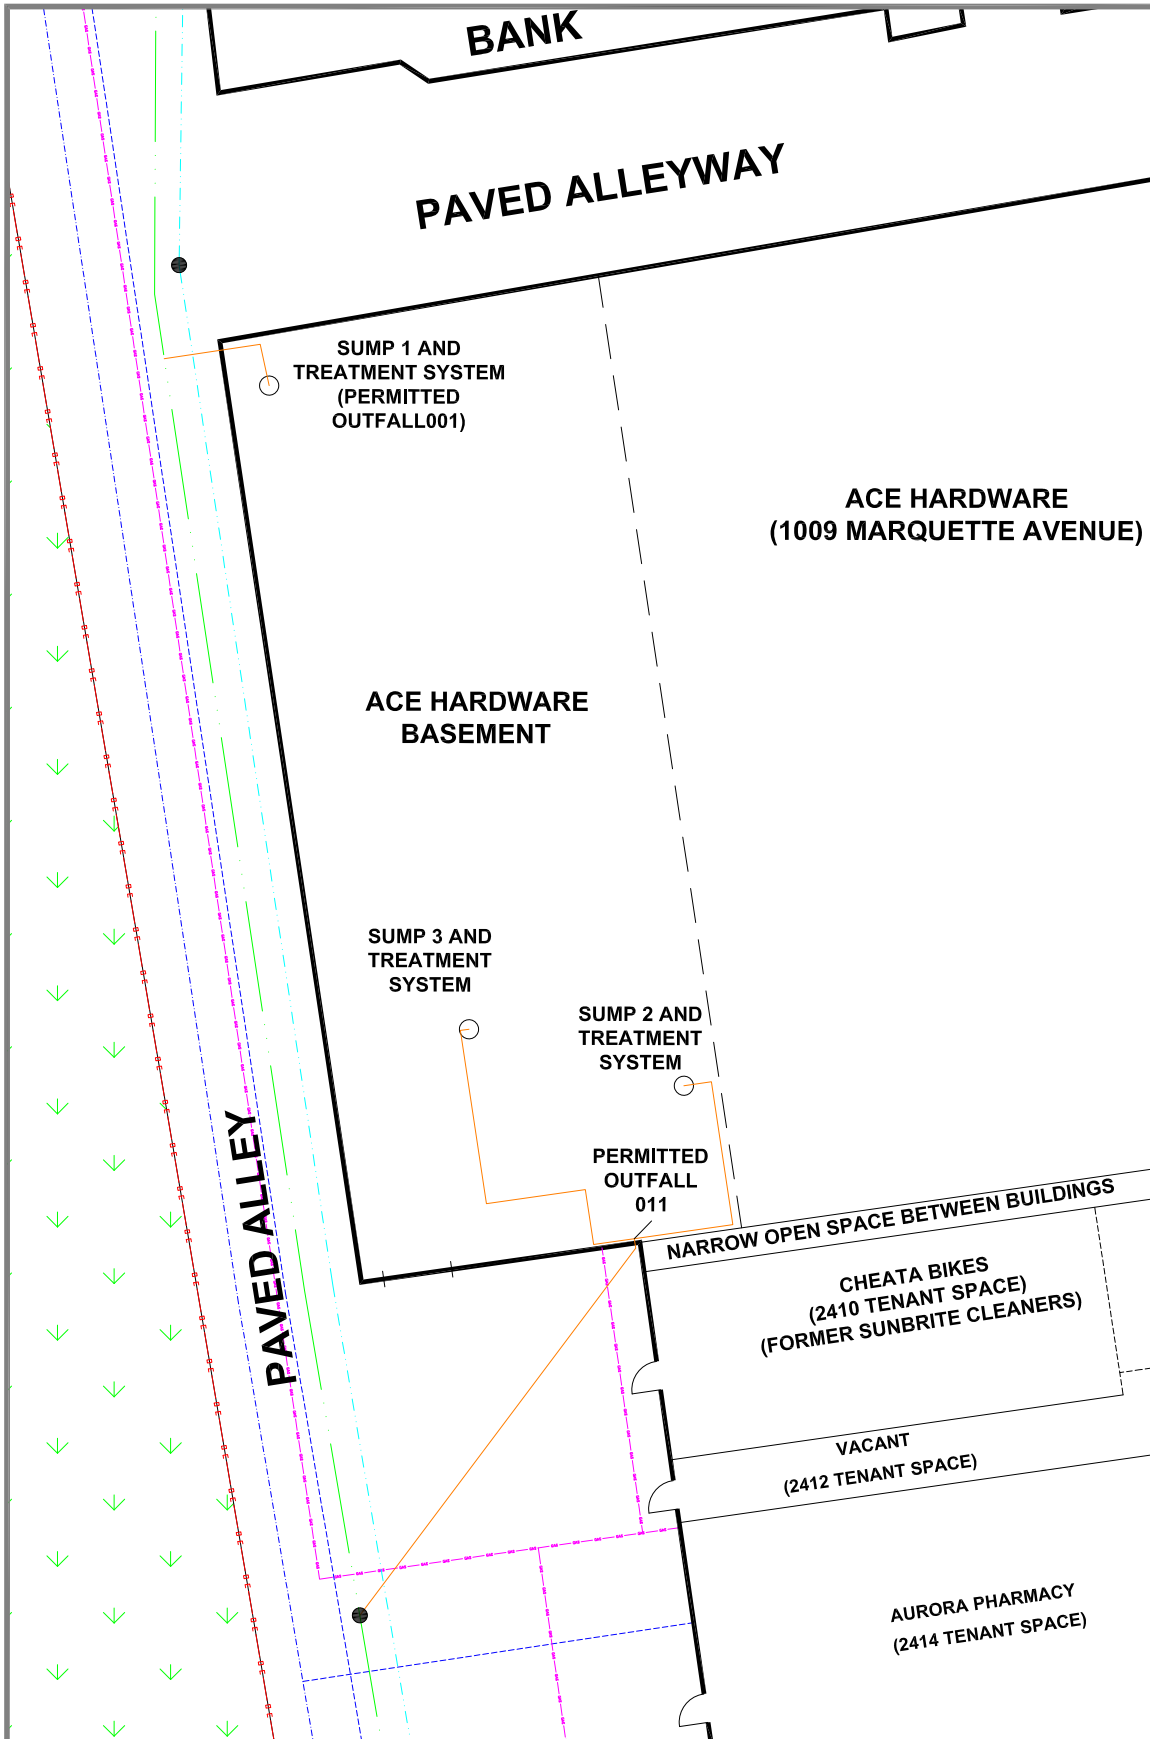 BANK
PAVED ALLEYWAY
SUMP 1 AND
TREATMENT SYSTEM
(PERMITTED
OUTFALL001)
ACE HARDWARE
(1009 MARQUETTE AVENUE)
ACE HARDWARE
BASEMENT
SUMP 3 AND
TREATMENT
SYSTEM
SUMP 2 AND
TREATMENT
SYSTEM
PERMITTED
OUTFALL
011
PAVED ALLEY
NARROW OPEN SPACE BETWEEN BUILDINGS
CHEATA BIKES
(2410 TENANT SPACE)
(FORMER SUNBRITE CLEANERS)
VACANT
(2412 TENANT SPACE)
AURORA PHARMACY
(2414 TENANT SPACE)